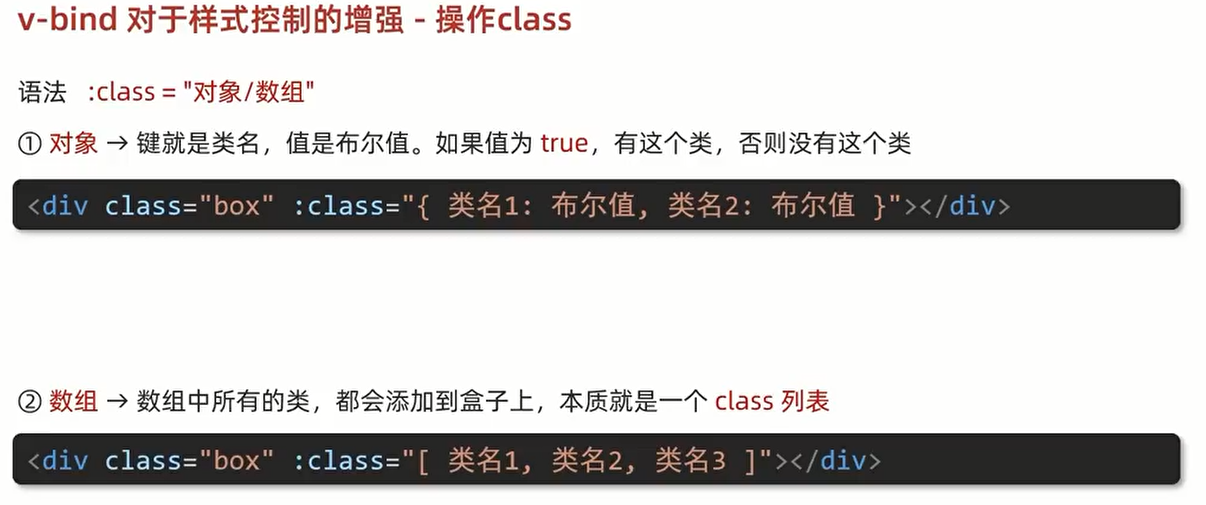 v-bind 对于样式控制的增强 - 操作class
语法 :class = "对象/数组"
① 对象 → 键就是类名，值是布尔值。如果值为 true，有这个类，否则没有这个类
<div class="box" :class="{ 类名1: 布尔值, 类名2: 布尔值 }"></div>
② 数组 → 数组中所有的类，都会添加到盒子上，本质就是一个 class 列表
<div class="box" :class="[ 类名1, 类名2, 类名3 ]"></div>